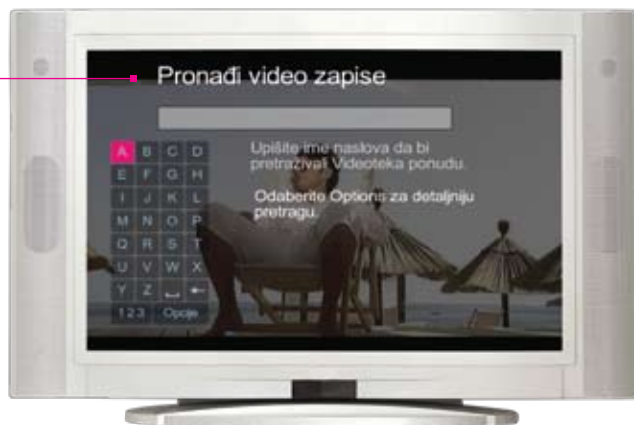 Pronađi video zapise
Upišite ime naslova da bi
pretraživali Videoteka ponudu.
Odaberite Options za detaljniju
pretragu.
A B C D
E F G H
I J K L
M N O P
Q R S T
U V W X
Y Z
1 2 3 Opcije